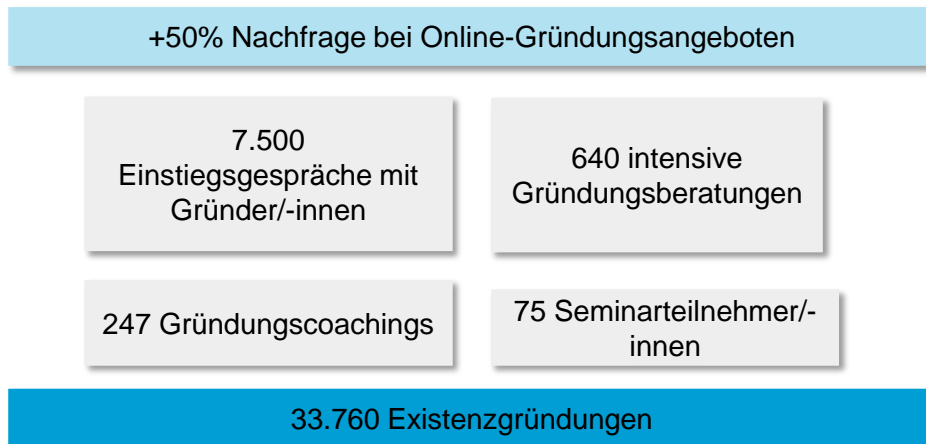 +50% Nachfrage bei Online-Gründungsangeboten
7.500
Einstiegsgespräche mit
Gründer/-innen
640 intensive
Gründungsberatungen
247 Gründungscoachings
75 Seminarteilnehmer/-
innen
33.760 Existenzgründungen